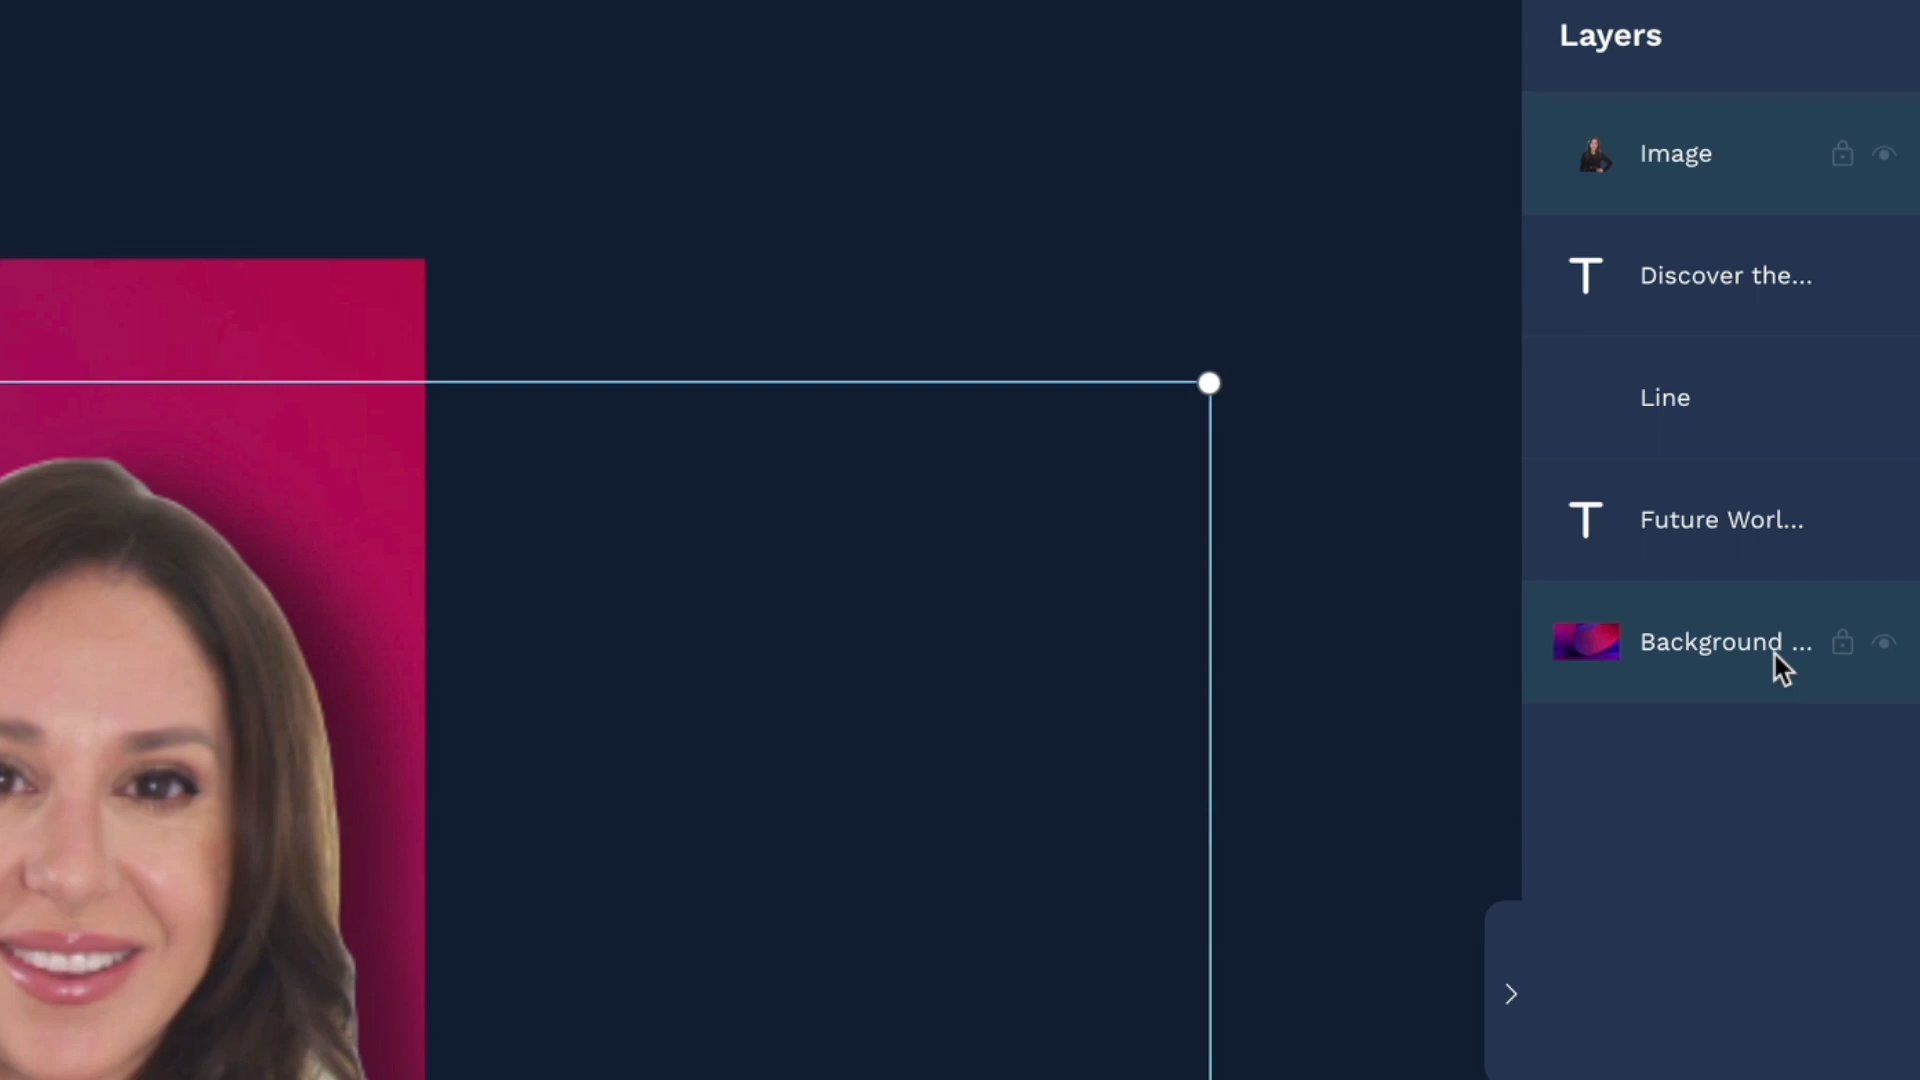 Layers
Image
Discover the...
Line
Future Worl...
Background ...